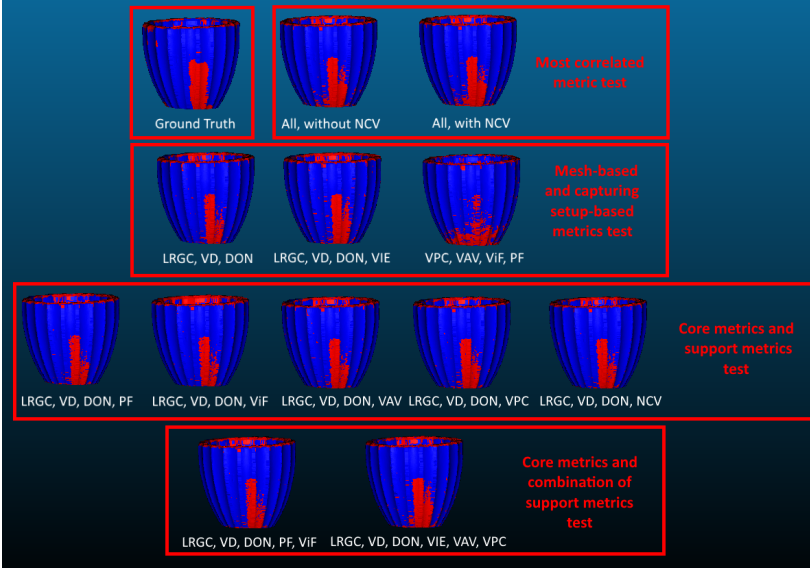 Ground Truth
All, without NCV
All, with NCV
Most correlated
metric test
LRGC, VD, DON
LRGC, VD, DON, VIE
VPC, VAV, ViF, PF
Mesh-based
and capturing
setup-based
metrics test
LRGC, VD, DON, PF
LRGC, VD, DON, ViF
LRGC, VD, DON, VAV
LRGC, VD, DON, VPC
LRGC, VD, DON, NCV
Core metrics and
support metrics
test
LRGC, VD, DON, PF, ViF
LRGC, VD, DON, VIE, VAV, VPC
Core metrics and
combination of
support metrics
test